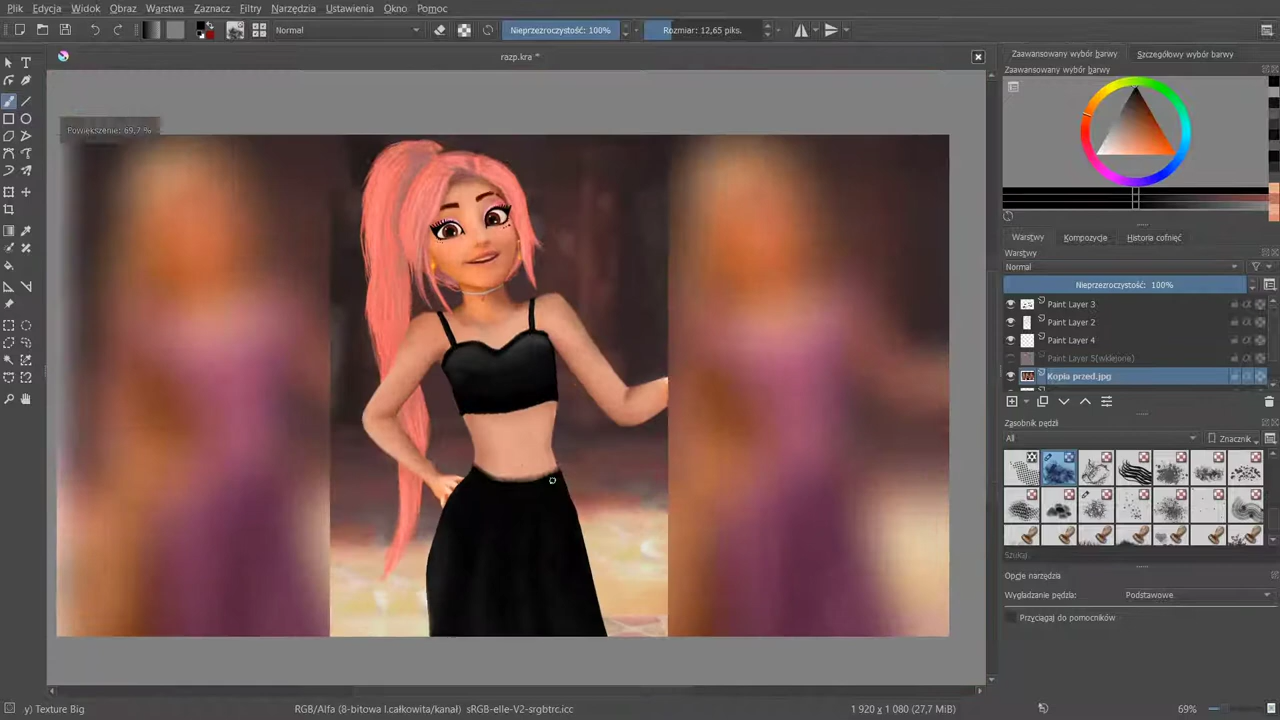 Plik Edycja Widok Obraz Warstwa Zaznacz Filtry Narzędzia Ustawienia Okno Pomoc
Normal
Nieprzezroczystość: 100%
Rozmiar: 12,65 piks.
razp.kra *
Powiększenie: 69,7 %
Zaawansowany wybór barwy Szczegółowy wybór barwy
Zaawansowany wybór barwy
Warstwy Kompozycje Historia cofnięć
Warstwy
Normal
Nieprzezroczystość: 100%
Paint Layer 3
Paint Layer 2
Paint Layer 4
Paint Layer 5(wklejone)
Kopia przed.jpg
Zasobnik pędzli
All Znacznik
Szukaj
Opcje narzędzia
Wygładzanie pędzla: Podstawowe
Przyciągaj do pomocników
y) Texture Big RGB/Alfa (8-bitowa l.całkowita/kanał) sRGB-elle-V2-srgbtrc.icc 1 920 x 1 080 (27,7 MiB) 69%